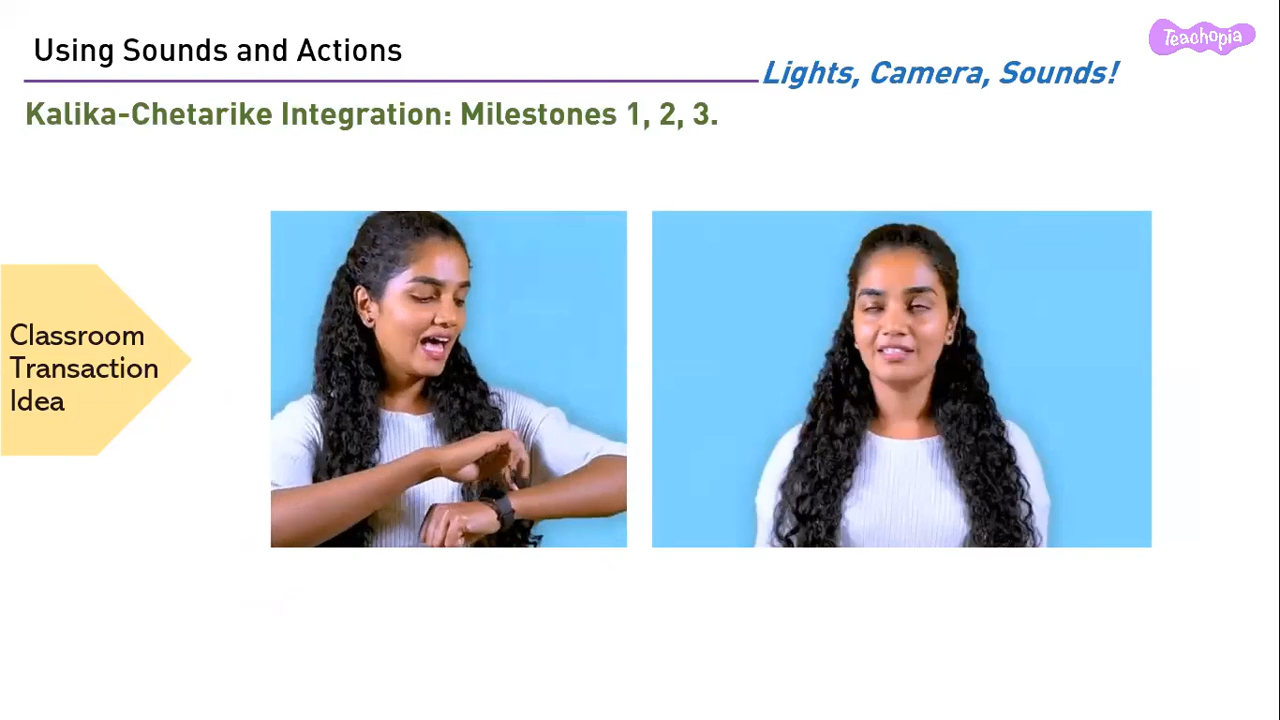 Using Sounds and Actions
Teachopia
Lights, Camera, Sounds!
Kalika-Chetarike Integration: Milestones 1, 2, 3.
Classroom
Transaction
Idea